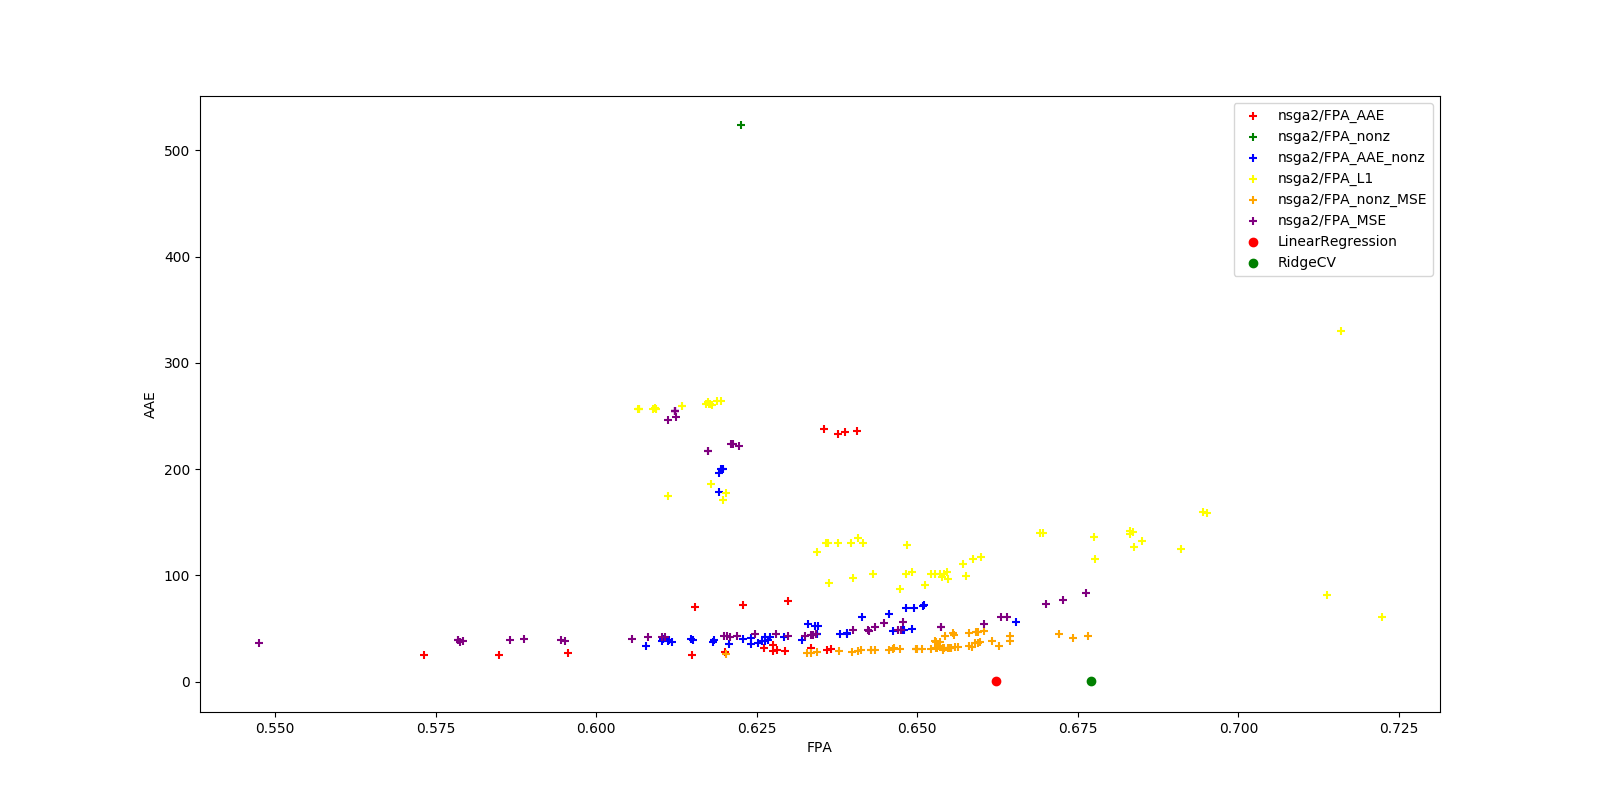 500
400
300
200
100
0
AAE
0.550
0.575
0.600
0.625
0.650
0.675
0.700
0.725
FPA
nsga2/FPA_AAE
nsga2/FPA_nonz
nsga2/FPA_AAE_nonz
nsga2/FPA_L1
nsga2/FPA_nonz_MSE
nsga2/FPA_MSE
LinearRegression
RidgeCV